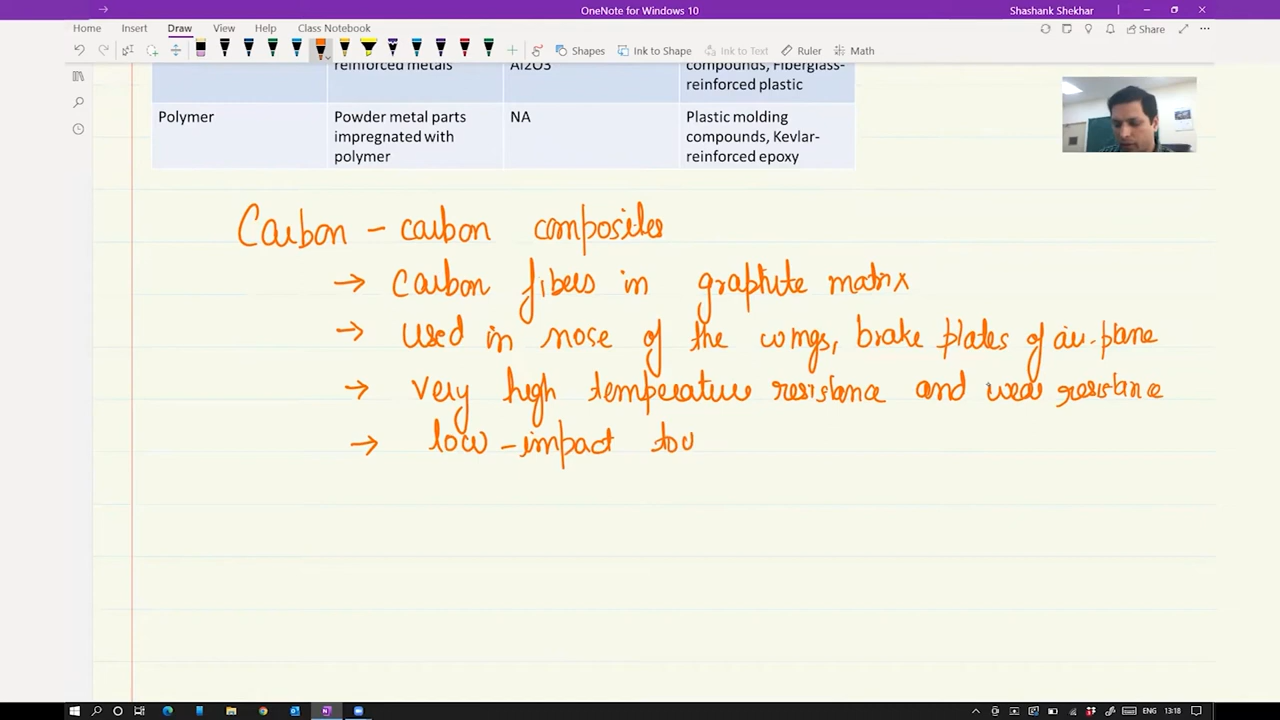 OneNote for Windows 10
Shashank Shekhar
Home Insert Draw View Help Class Notebook
Share
Shapes Ink to Shape Ink to Text Ruler Math
reinforced metals
Al2O3
compounds, Fiberglass-
reinforced plastic
Polymer
Powder metal parts
impregnated with
polymer
NA
Plastic molding
compounds, Kevlar-
reinforced epoxy
Carbon - carbon composites
→ Carbon fibers in graphite matrix
→ Used in nose of the wings, brake plates of air-plane
→ Very high temperature resistance and wear resistance
→ low - impact tou
ENG 13:18